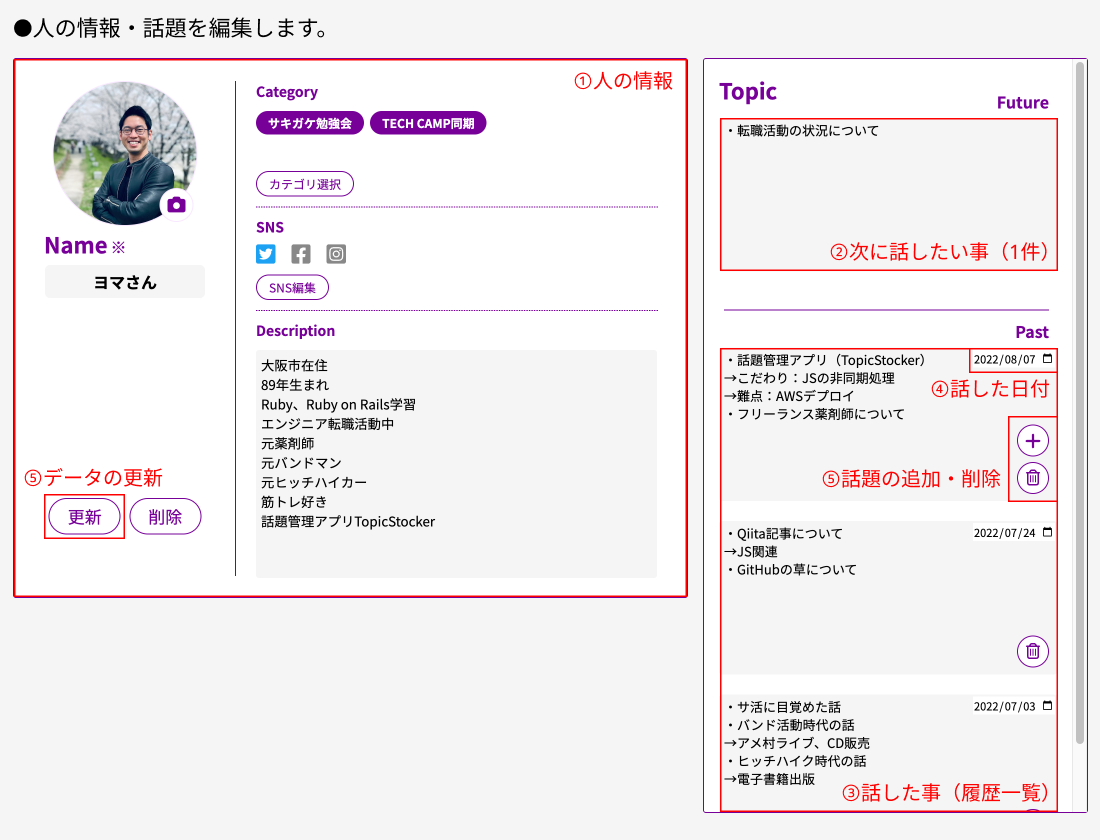 ●人の情報・話題を編集します。
①人の情報
Name ※
ヨマさん
⑤データの更新
更新
削除
Category
サキガケ勉強会 TECH CAMP同期
カテゴリ選択
SNS
SNS編集
Description
大阪市在住
89年生まれ
Ruby、Ruby on Rails学習
エンジニア転職活動中
元薬剤師
元バンドマン
元ヒッチハイカー
筋トレ好き
話題管理アプリTopicStocker
Topic
Future
・転職活動の状況について
②次に話したい事（1件）
Past
・話題管理アプリ（TopicStocker） 2022/08/07
→こだわり：JSの非同期処理
→難点：AWSデプロイ
④話した日付
・フリーランス薬剤師について
⑤話題の追加・削除
・Qiita記事について 2022/07/24
→JS関連
・GitHubの草について
・サ活に目覚めた話 2022/07/03
・バンド活動時代の話
→アメ村ライブ、CD販売
・ヒッチハイク時代の話
→電子書籍出版
③話した事（履歴一覧）